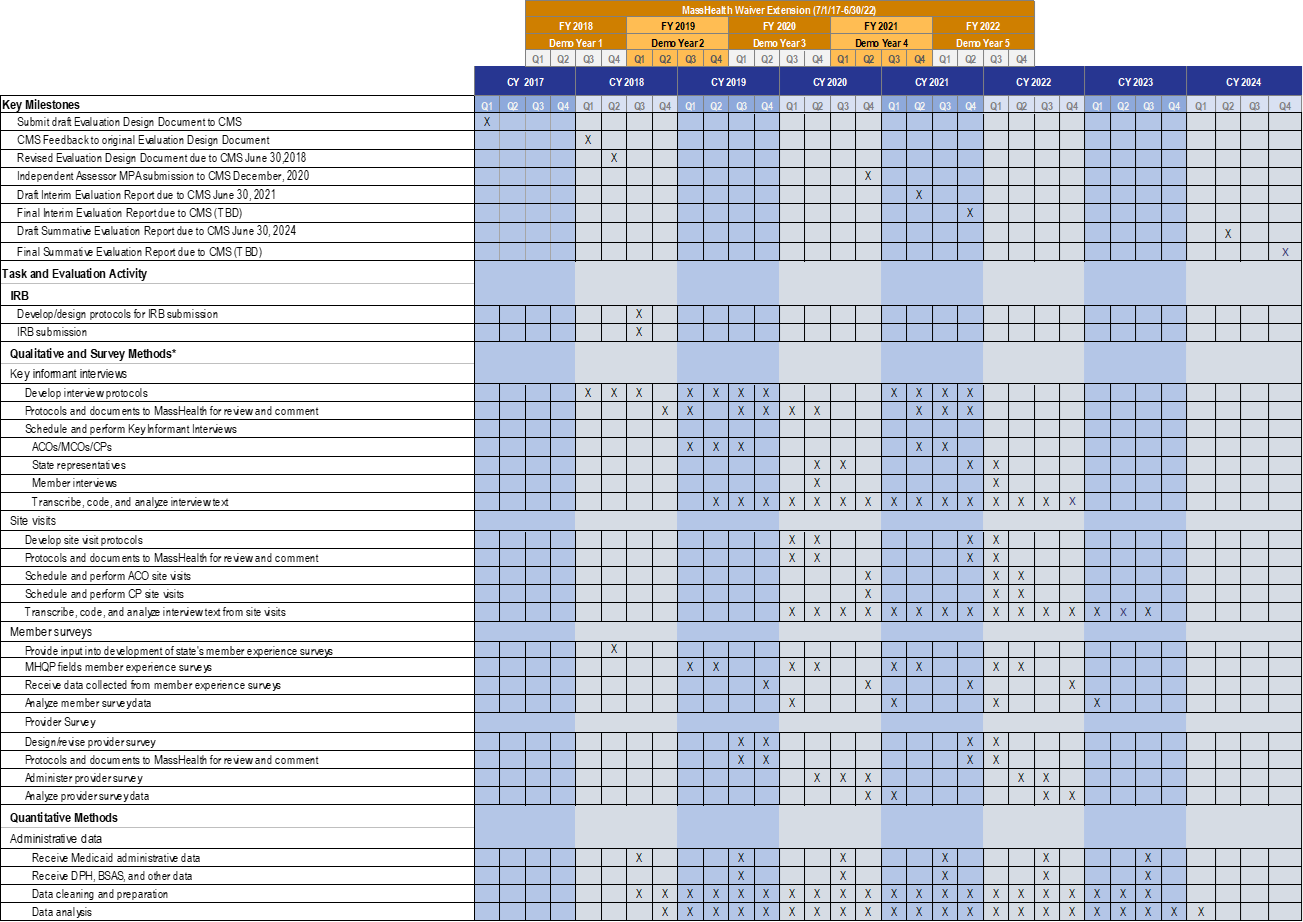 MassHealth Waiver Extension (7/1/17-6/30/22)
FY 2018 FY 2019 FY 2020 FY 2021 FY 2022
Demo Year 1 Demo Year 2 Demo Year 3 Demo Year 4 Demo Year 5
Q1 Q2 Q3 Q4 Q1 Q2 Q3 Q4 Q1 Q2 Q3 Q4 Q1 Q2 Q3 Q4 Q1 Q2 Q3 Q4
CY 2017 CY 2018 CY 2019 CY 2020 CY 2021 CY 2022 CY 2023 CY 2024
Key Milestones Q1 Q2 Q3 Q4 Q1 Q2 Q3 Q4 Q1 Q2 Q3 Q4 Q1 Q2 Q3 Q4 Q1 Q2 Q3 Q4 Q1 Q2 Q3 Q4 Q1 Q2 Q3 Q4 Q1 Q2 Q3 Q4
Submit draft Evaluation Design Document to CMS X
CMS Feedback to original Evaluation Design Document X
Revised Evaluation Design Document due to CMS June 30,2018 X
Independent Assessor MPA submission to CMS December, 2020 X
Draft Interim Evaluation Report due to CMS June 30, 2021 X
Final Interim Evaluation Report due to CMS (TBD) X
Draft Summative Evaluation Report due to CMS June 30, 2024 X
Final Summative Evaluation Report due to CMS (TBD) X
Task and Evaluation Activity
IRB
Develop/design protocols for IRB submission X
IRB submission X
Qualitative and Survey Methods*
Key informant interviews
Develop interview protocols X X X X X X X X X X X
Protocols and documents to MassHealth for review and comment X X X X X X X X X
Schedule and perform Key Informant Interviews
ACOs/MCOs/CPs X X X X X
State representatives X X X X
Member interviews X X
Transcribe, code, and analyze interview text X X X X X X X X X X X X X X X
Site visits
Develop site visit protocols X X X X
Protocols and documents to MassHealth for review and comment X X X X
Schedule and perform ACO site visits X X X
Schedule and perform CP site visits X X X
Transcribe, code, and analyze interview text from site visits X X X X X X X X X X X X X X X
Member surveys
Provide input into development of state's member experience surveys X
MHQP fields member experience surveys X X X X X X X X
Receive data collected from member experience surveys X X X X
Analyze member survey data X X X X
Provider Survey
Design/revise provider survey X X X X
Protocols and documents to MassHealth for review and comment X X X X
Administer provider survey X X X X X
Analyze provider survey data X X X X
Quantitative Methods
Administrative data
Receive Medicaid administrative data X X X X X X
Receive DPH, BSAS, and other data X X X X X
Data cleaning and preparation X X X X X X X X X X X X X X X X X X X X X
Data analysis X X X X X X X X X X X X X X X X X X X X X X